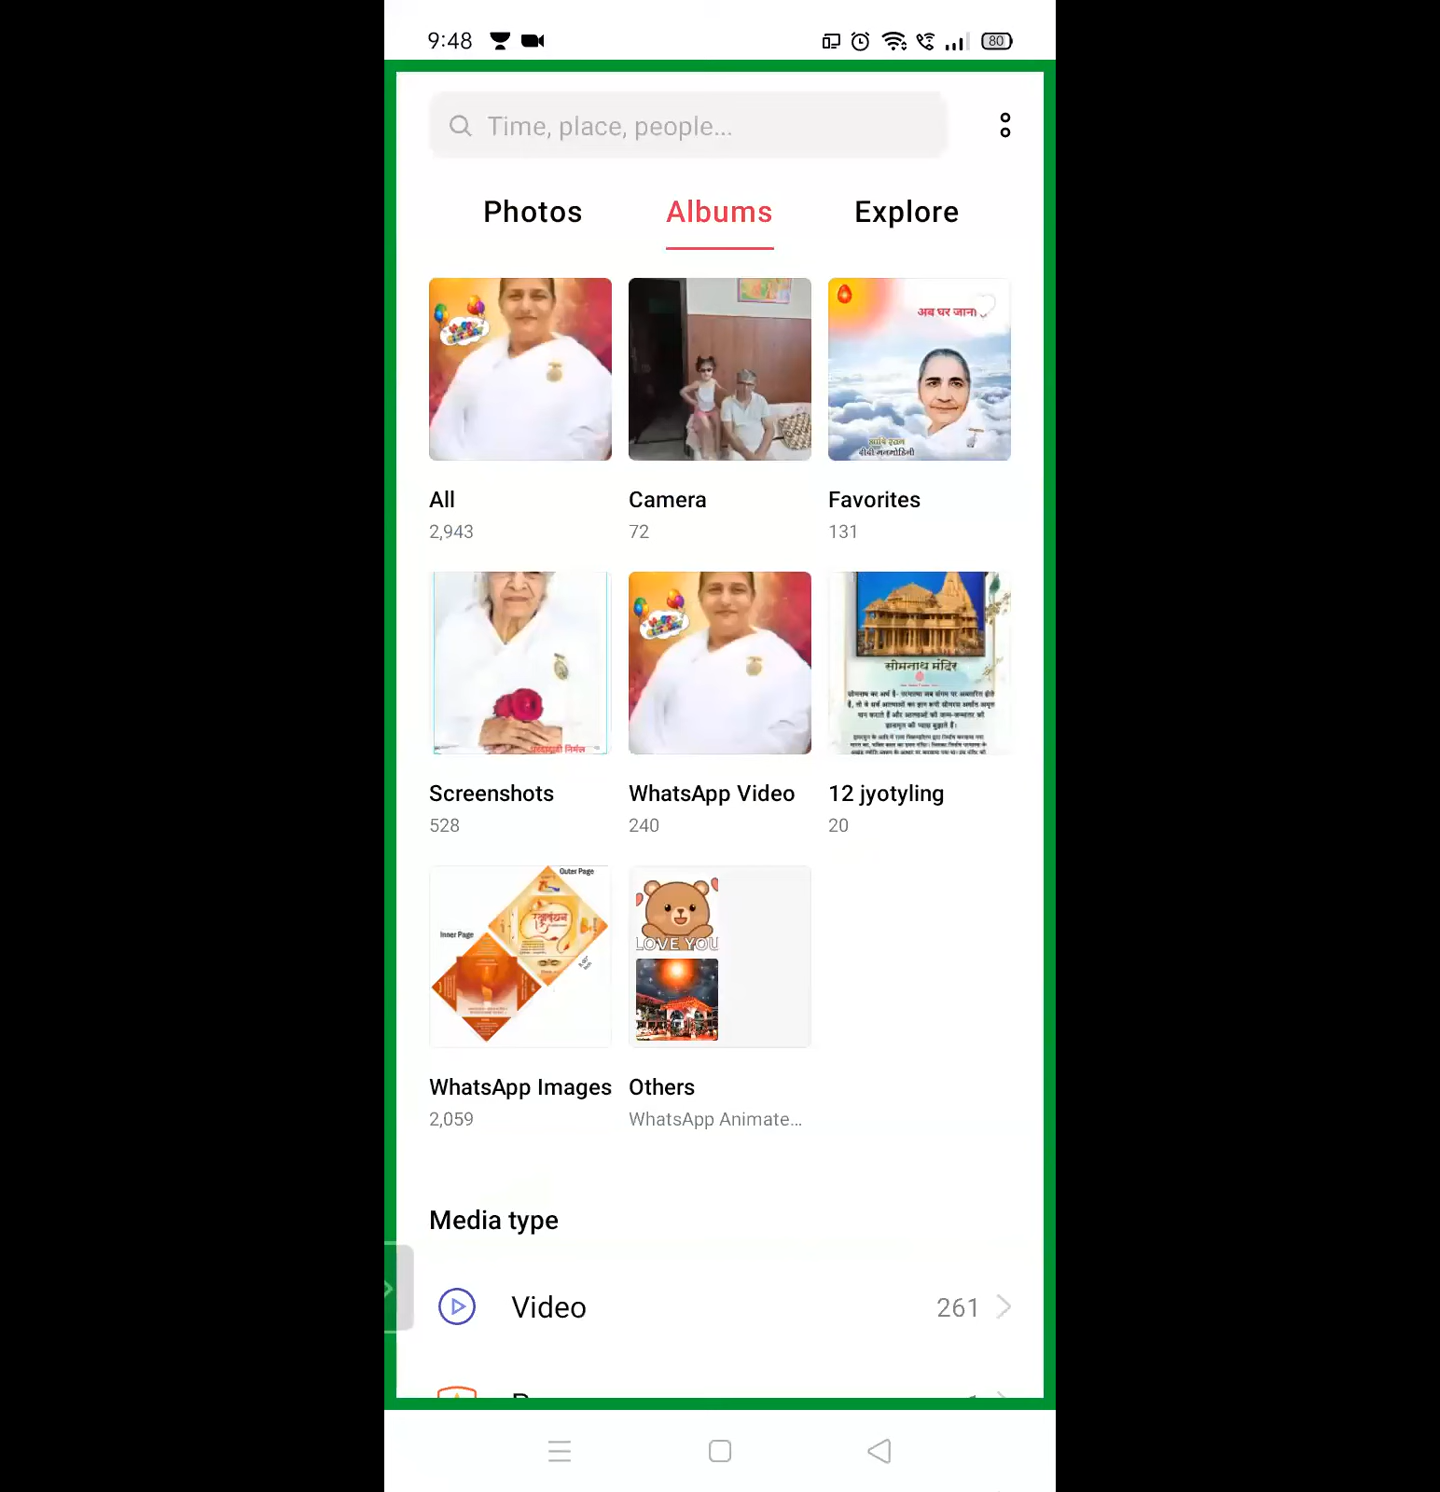 9:48
80
Time, place, people...
Photos Albums Explore
अब घर जाना
दीदी मनमोहिनी
All Camera Favorites
2,943 72 131
सोमनाथ मंदिर
Screenshots WhatsApp Video 12 jyotyling
528 240 20
Outer Page
Inner Page
LOVE YOU
WhatsApp Images Others
2,059 WhatsApp Animate...
Media type
Video 261